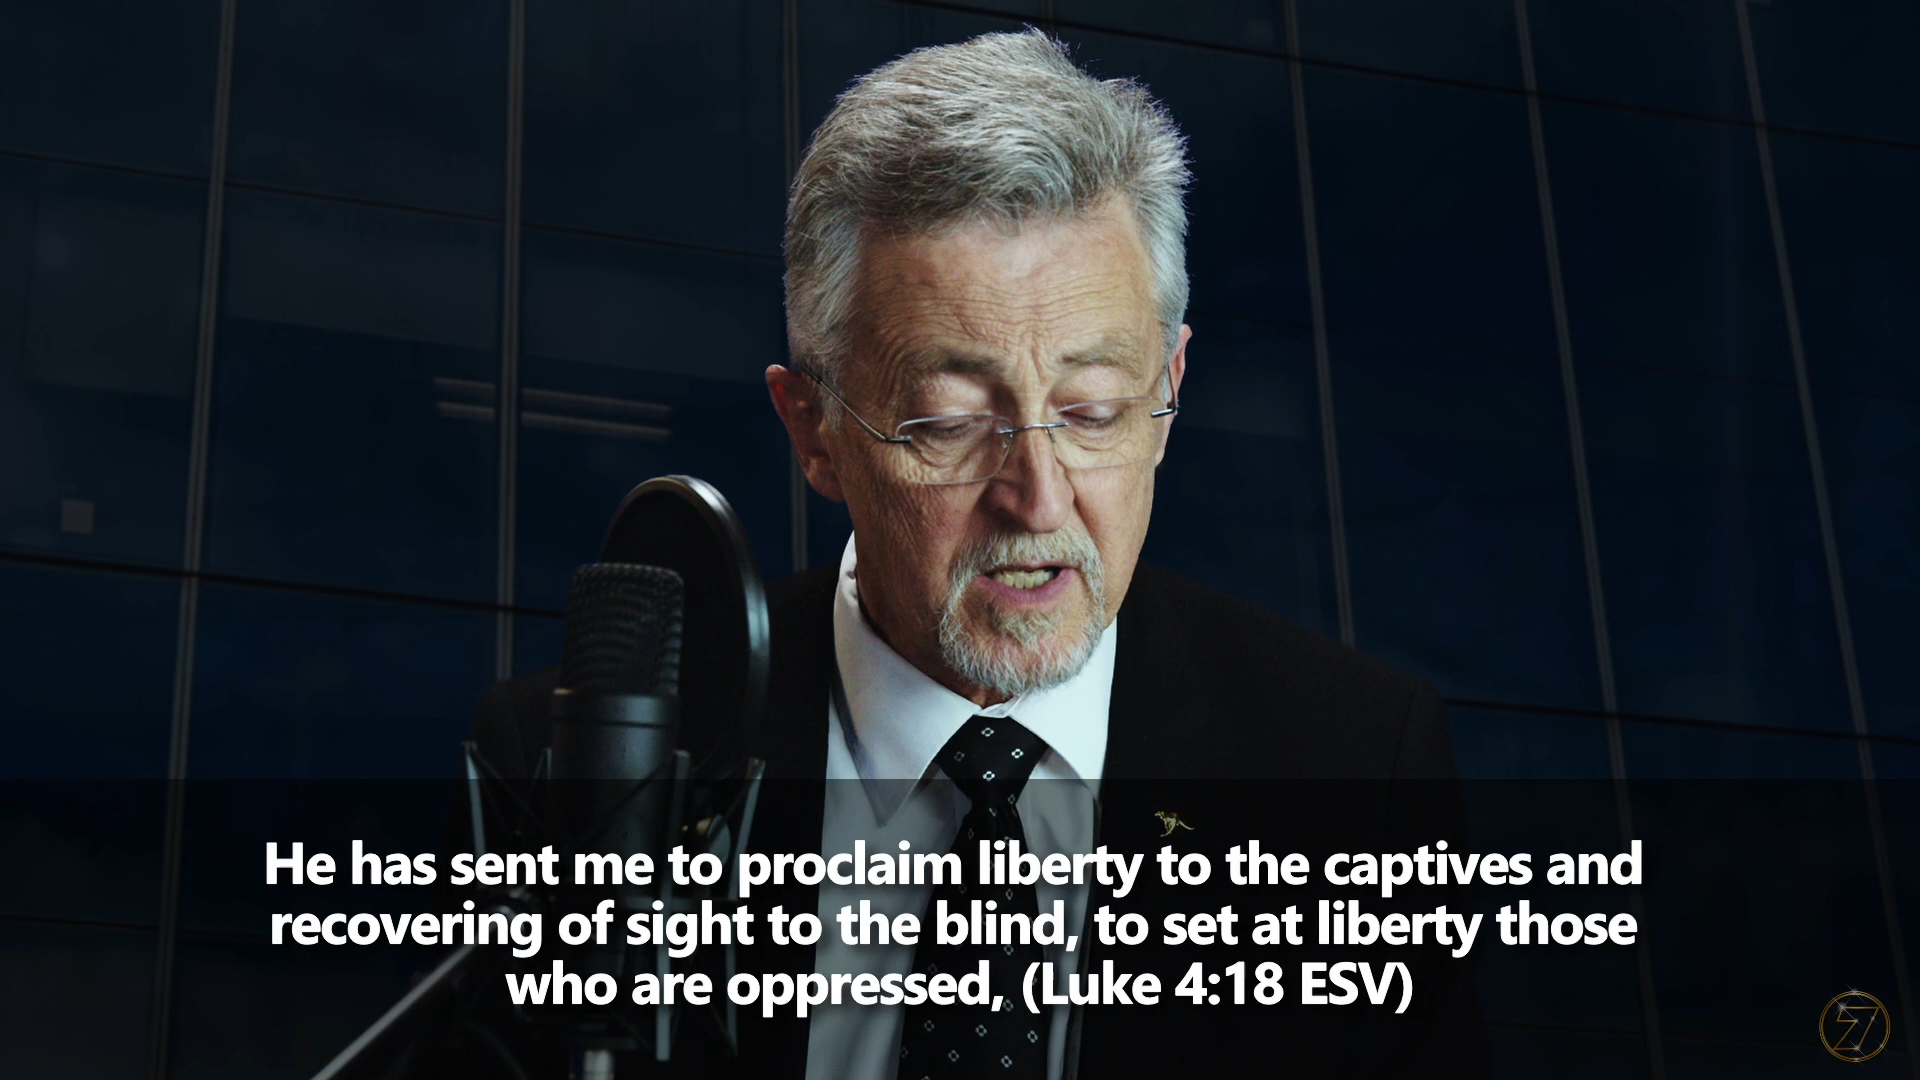 He has sent me to proclaim liberty to the captives and
recovering of sight to the blind, to set at liberty those
who are oppressed, (Luke 4:18 ESV)